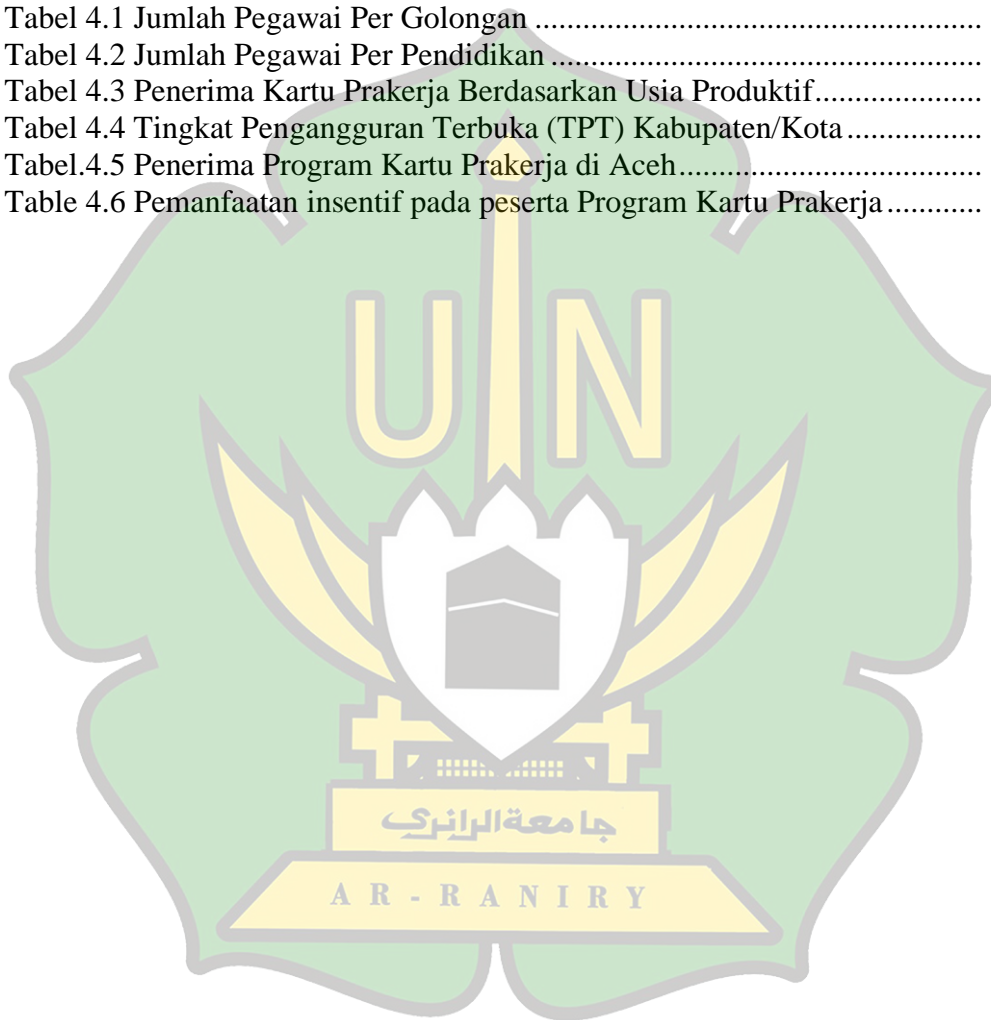 Tabel 4.1 Jumlah Pegawai Per Golongan ......................................................
Tabel 4.2 Jumlah Pegawai Per Pendidikan ....................................................
Tabel 4.3 Penerima Kartu Prakerja Berdasarkan Usia Produktif....................
Tabel 4.4 Tingkat Pengangguran Terbuka (TPT) Kabupaten/Kota ................
Tabel.4.5 Penerima Program Kartu Prakerja di Aceh....................................
Table 4.6 Pemanfaatan insentif pada peserta Program Kartu Prakerja ............
UIN
جامعة الرانري
AR-RANIRY